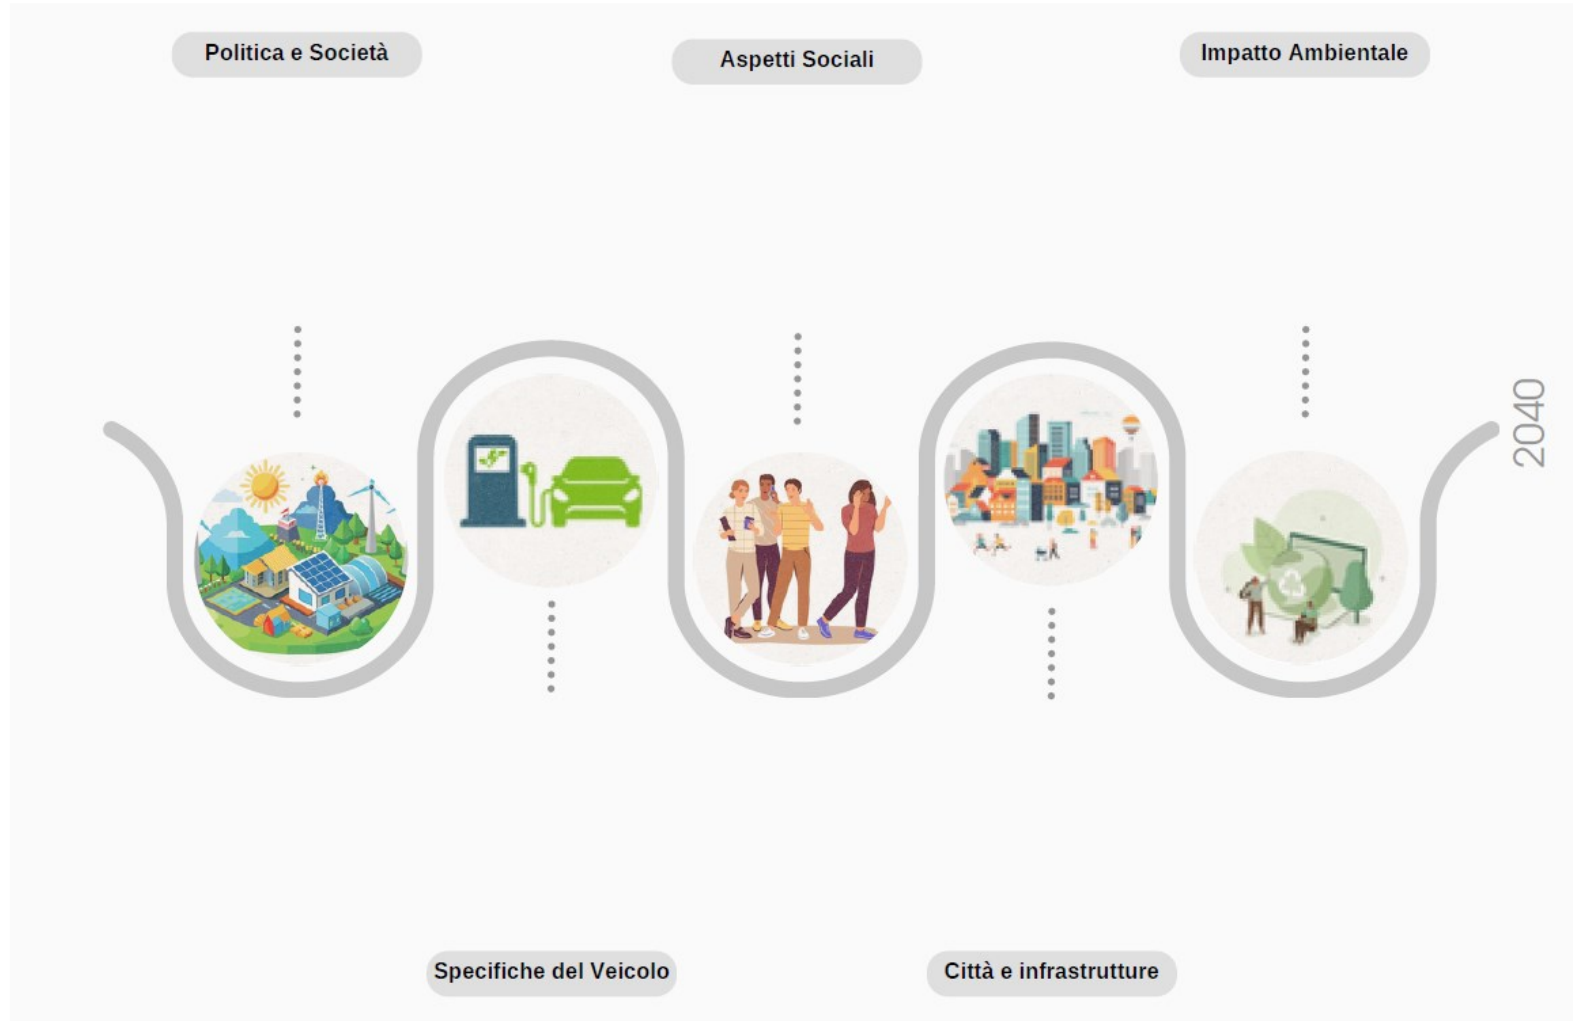 Politica e Società
Aspetti Sociali
Impatto Ambientale
2040
Specifiche del Veicolo
Città e infrastrutture